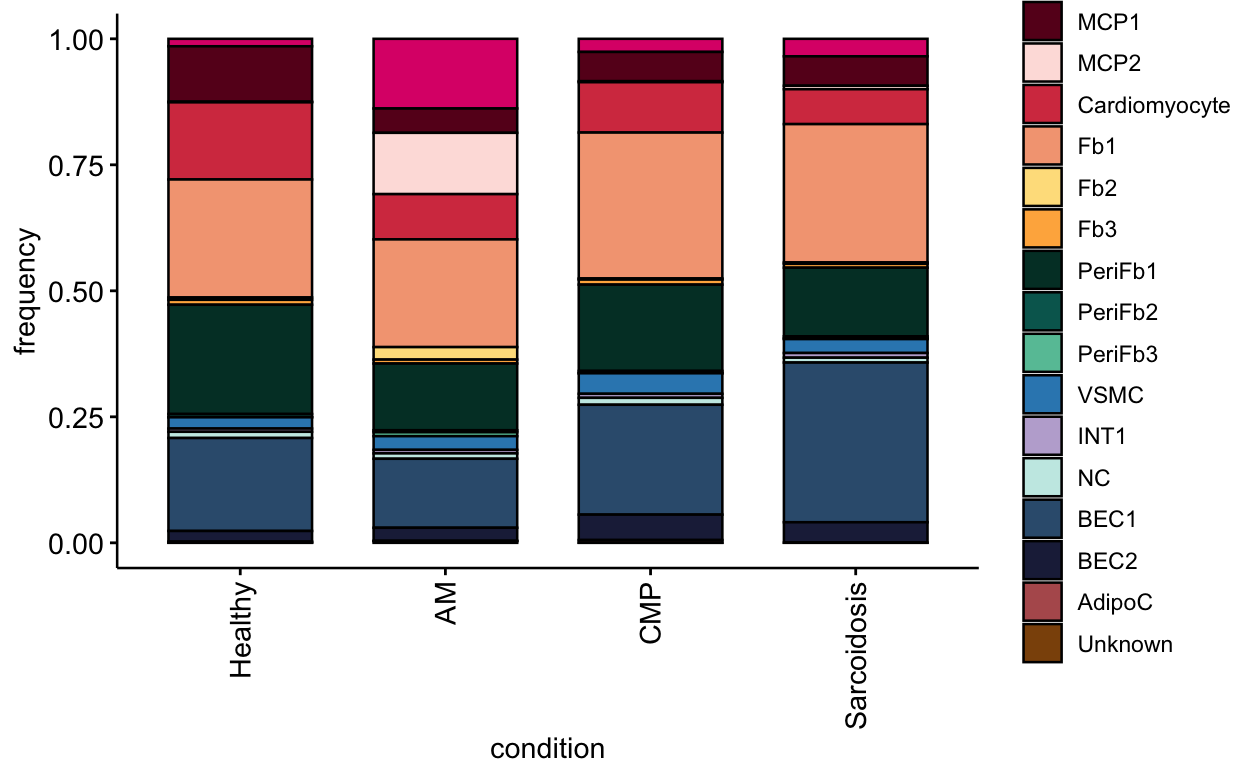 1.00
0.75
0.50
0.25
0.00
frequency
Healthy
AM
CMP
Sarcoidosis
condition
MCP1
MCP2
Cardiomyocyte
Fb1
Fb2
Fb3
PeriFb1
PeriFb2
PeriFb3
VSMC
INT1
NC
BEC1
BEC2
AdipoC
Unknown